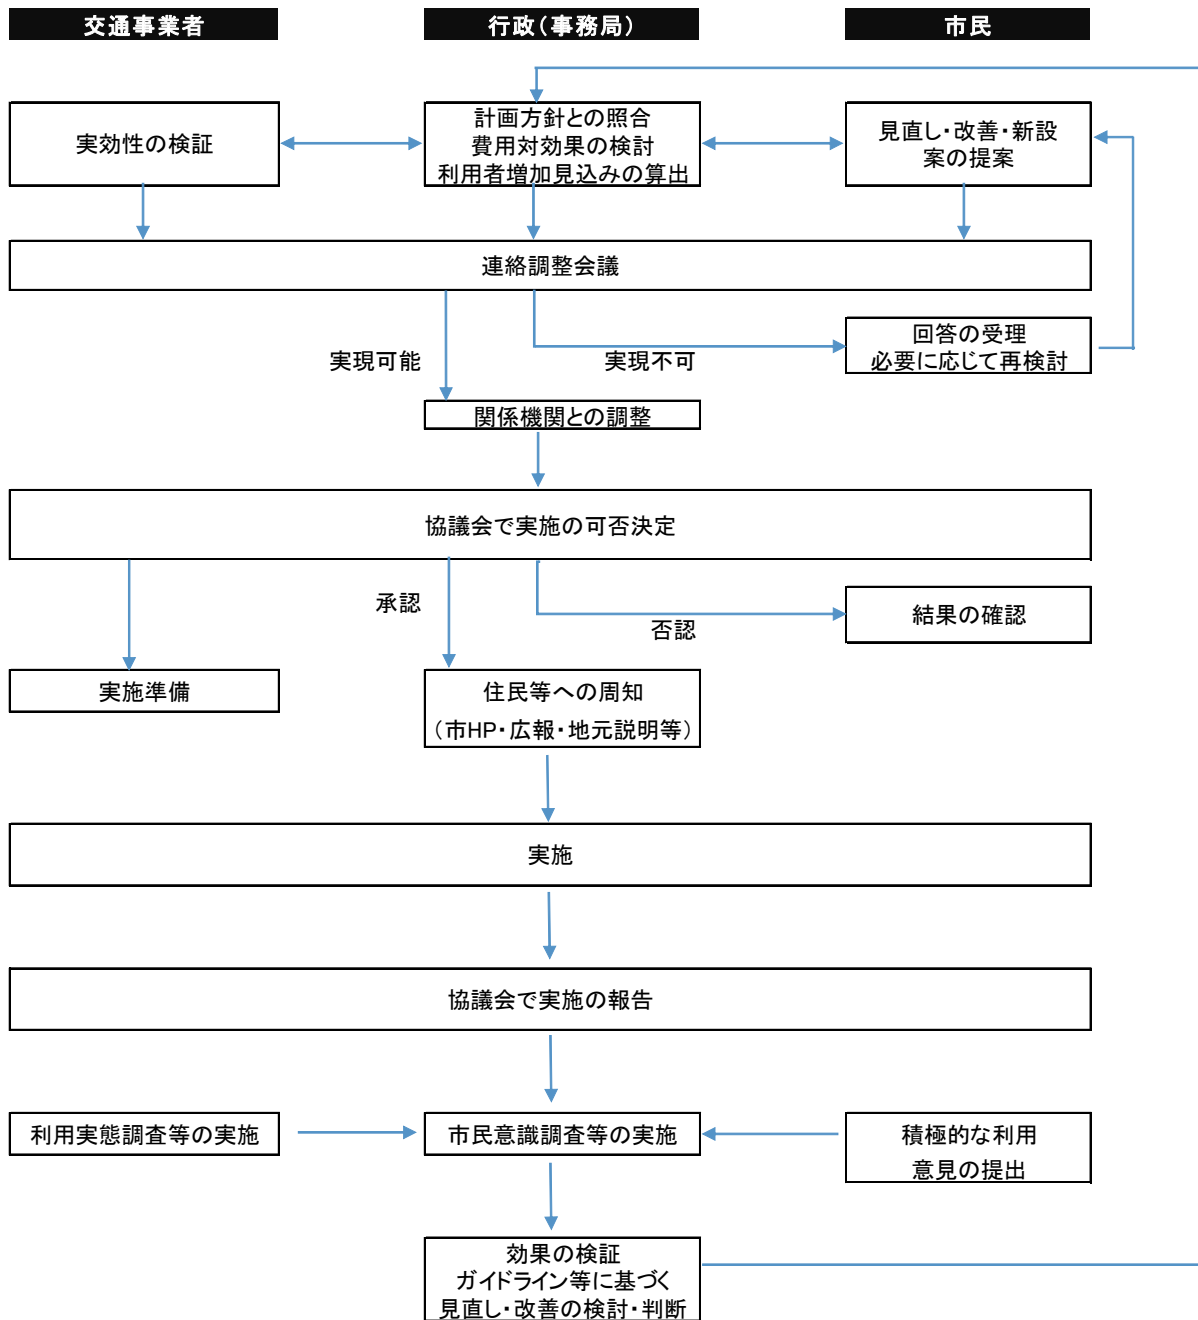 交通事業者
行政（事務局）
市民
実効性の検証
計画方針との照合
費用対効果の検討
利用者増加見込みの算出
見直し・改善・新設
案の提案
連絡調整会議
実現可能
実現不可
回答の受理
必要に応じて再検討
関係機関との調整
協議会で実施の可否決定
承認
否認
結果の確認
実施準備
住民等への周知
（市HP・広報・地元説明等）
実施
協議会で実施の報告
利用実態調査等の実施
市民意識調査等の実施
積極的な利用
意見の提出
効果の検証
ガイドライン等に基づく
見直し・改善の検討・判断